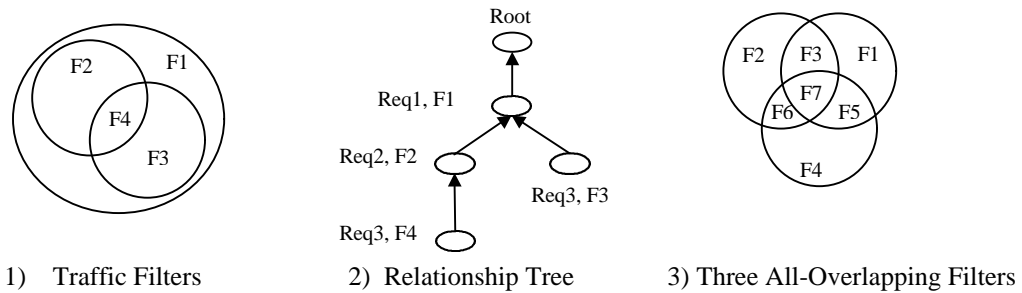 F2
F1
F4
F3
1) Traffic Filters
Root
Req1, F1
Req2, F2
Req3, F3
Req3, F4
2) Relationship Tree
F2
F3
F1
F7
F6
F5
F4
3) Three All-Overlapping Filters